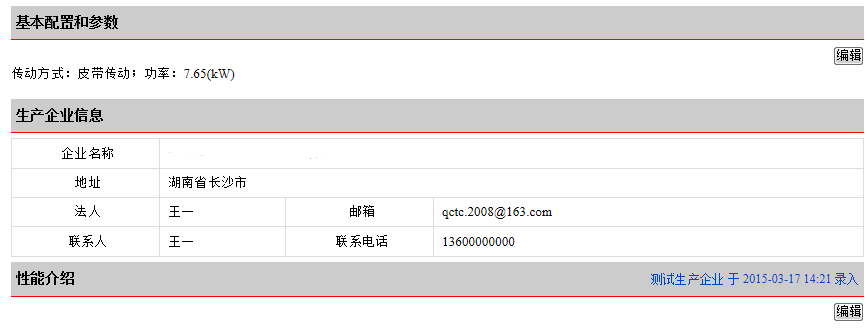 基本配置和参数
编辑
传动方式：皮带传动；功率：7.65(kW)
生产企业信息
企业名称
地址 湖南省长沙市
法人 王一 邮箱 qctc.2008@163.com
联系人 王一 联系电话 13600000000
性能介绍 测试生产企业 于 2015-03-17 14:21 录入
编辑